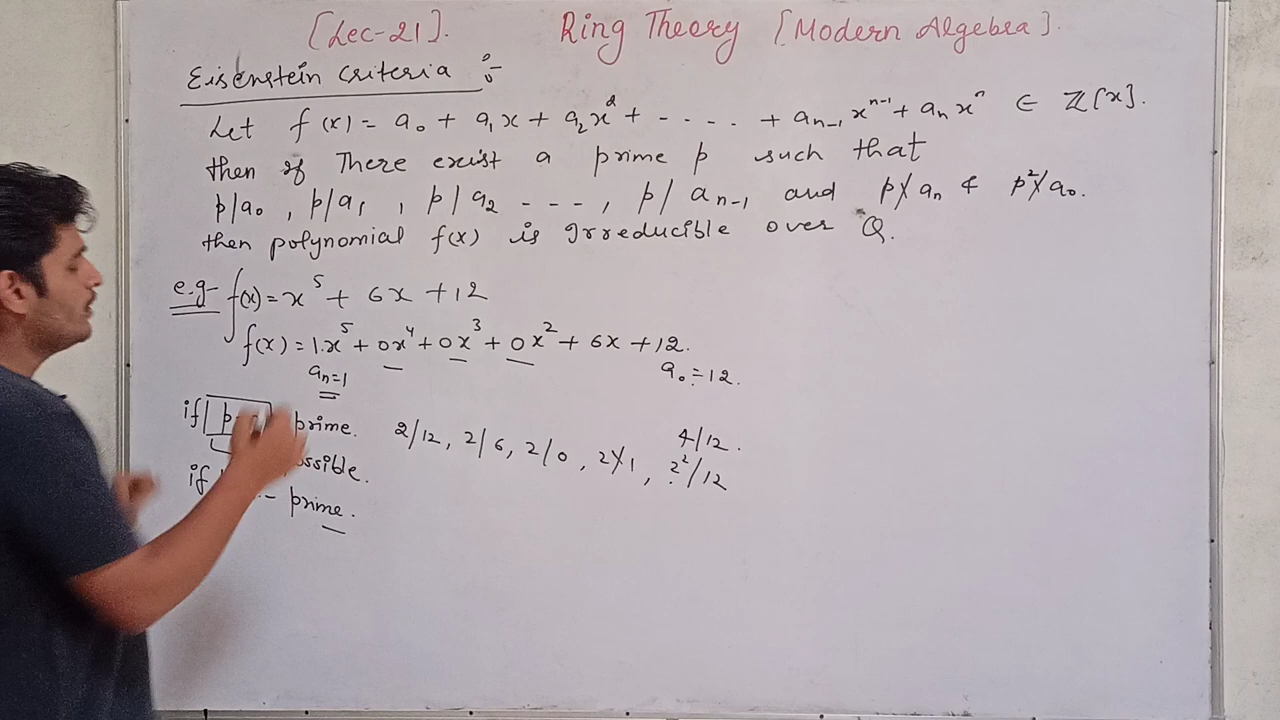 [Lec-21]. Ring Theory [Modern Algebra].
Eisenstein criteria :-
Let f(x) = a₀ + a₁x + a₂x² + - - - - . + aₙ₋₁ xⁿ⁻¹ + aₙ xⁿ ∈ ℤ[x].
then if There exist a prime p such that
p/a₀ , p/a₁ , p/a₂ - - - -, p/ aₙ₋₁ and p∤aₙ & p²∤a₀.
then polynomial f(x) is irreducible over Q.
e.g- f(x) = x⁵ + 6x + 12
f(x) = 1.x⁵ + 0x⁴ + 0x³ + 0x² + 6x + 12.
aₙ=1 a₀ = 12.
if prime. 2/12, 2/6, 2/0, 2∤1, 2²/12 4/12.
if prime.